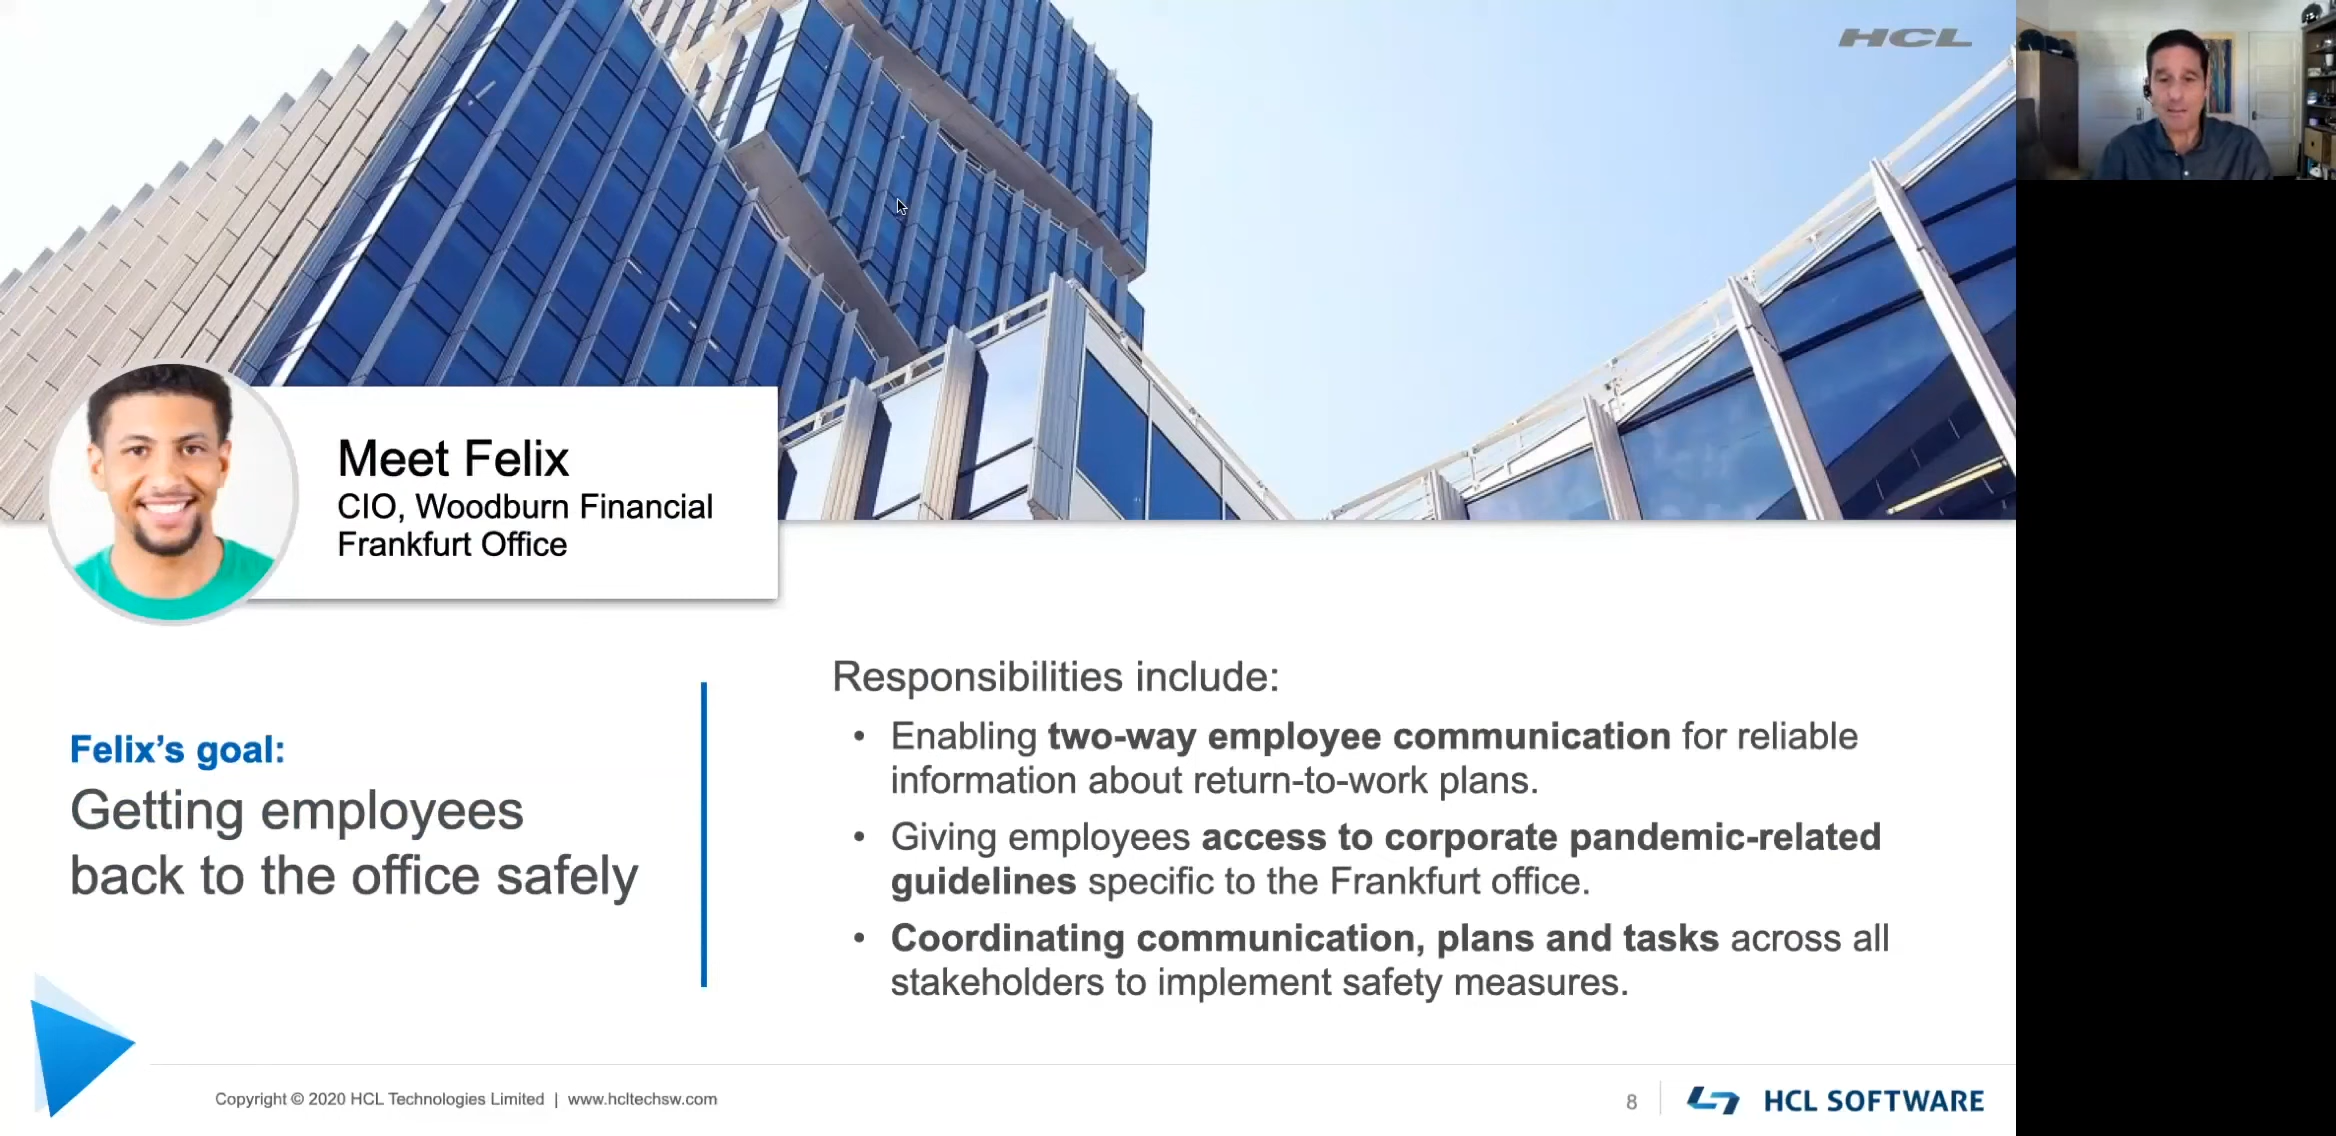 HCL
Meet Felix
CIO, Woodburn Financial
Frankfurt Office
Felix's goal:
Getting employees
back to the office safely
Responsibilities include:
• Enabling two-way employee communication for reliable
information about return-to-work plans.
• Giving employees access to corporate pandemic-related
guidelines specific to the Frankfurt office.
• Coordinating communication, plans and tasks across all
stakeholders to implement safety measures.
Copyright © 2020 HCL Technologies Limited | www.hcltechsw.com
8
HCL SOFTWARE